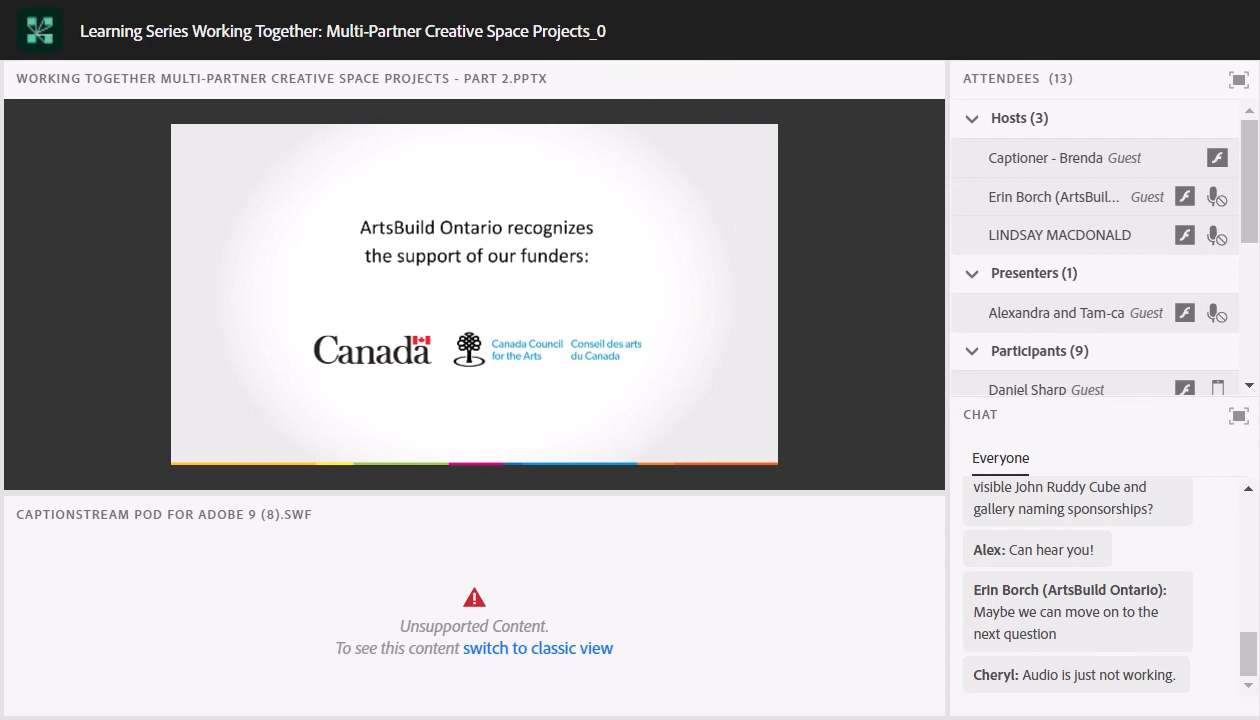 Learning Series Working Together: Multi-Partner Creative Space Projects_0
WORKING TOGETHER MULTI-PARTNER CREATIVE SPACE PROJECTS - PART 2.PPTX
ArtsBuild Ontario recognizes
the support of our funders:
Canada
Canada Council
for the Arts
Conseil des arts
du Canada
CAPTIONSTREAM POD FOR ADOBE 9 (8).SWF
Unsupported Content.
To see this content switch to classic view
ATTENDEES (13)
Hosts (3)
Captioner - Brenda Guest
Erin Borch (ArtsBuil... Guest
LINDSAY MACDONALD
Presenters (1)
Alexandra and Tam-ca Guest
Participants (9)
Daniel Sharp Guest
CHAT
Everyone
visible John Ruddy Cube and
gallery naming sponsorships?
Alex: Can hear you!
Erin Borch (ArtsBuild Ontario):
Maybe we can move on to the
next question
Cheryl: Audio is just not working.